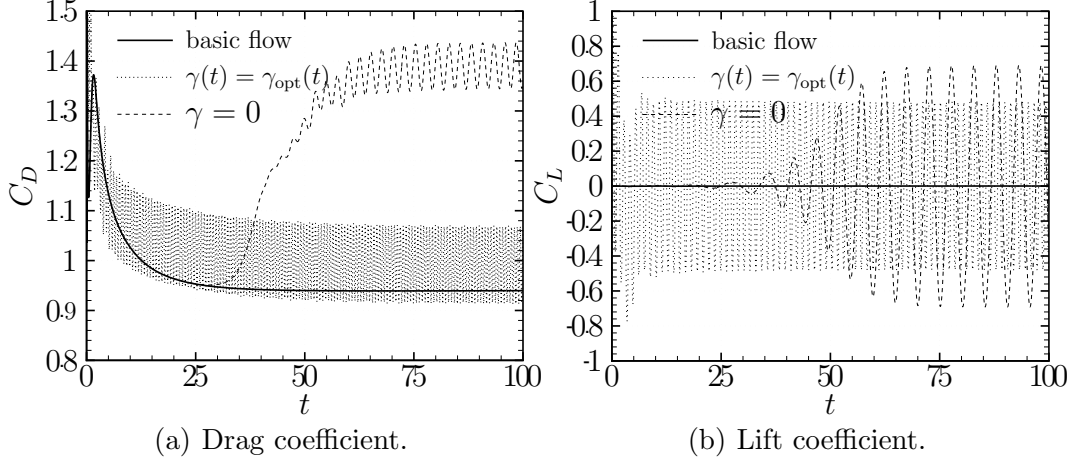 1.5
1.4
1.3
1.2
1.1
1
0.9
0.8
C_D
basic flow
γ(t) = γ_opt(t)
γ = 0
0 25 50 75 100
t
(a) Drag coefficient.
1
0.8
0.6
0.4
0.2
0
-0.2
-0.4
-0.6
-0.8
-1
C_L
basic flow
γ(t) = γ_opt(t)
γ = 0
0 25 50 75 100
t
(b) Lift coefficient.